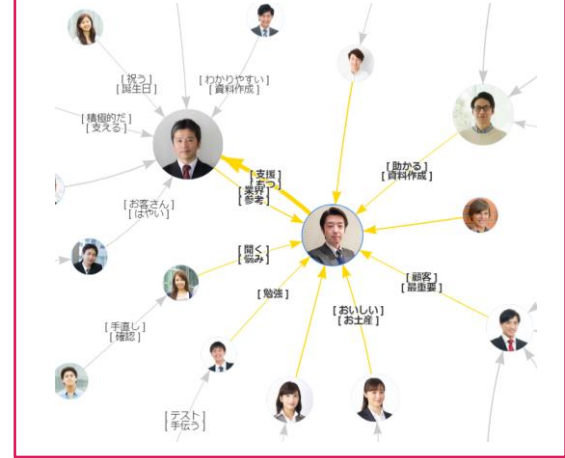 [ 祝う ]
[ 誕生日 ]
[ わかりやすい ]
[ 資料作成 ]
[ 積極的だ ]
[ 支える ]
[ 助かる ]
[ 資料作成 ]
[ 支援 ]
[ 業界 ]
[ 参考 ]
[ お客さん ]
[ はやい ]
[ 聞く ]
[ 悩み ]
[ 顧客 ]
[ 最重要 ]
[ 勉強 ]
[ おいしい ]
[ お土産 ]
[ 手直し ]
[ 確認 ]
[ テスト ]
[ 手伝う ]